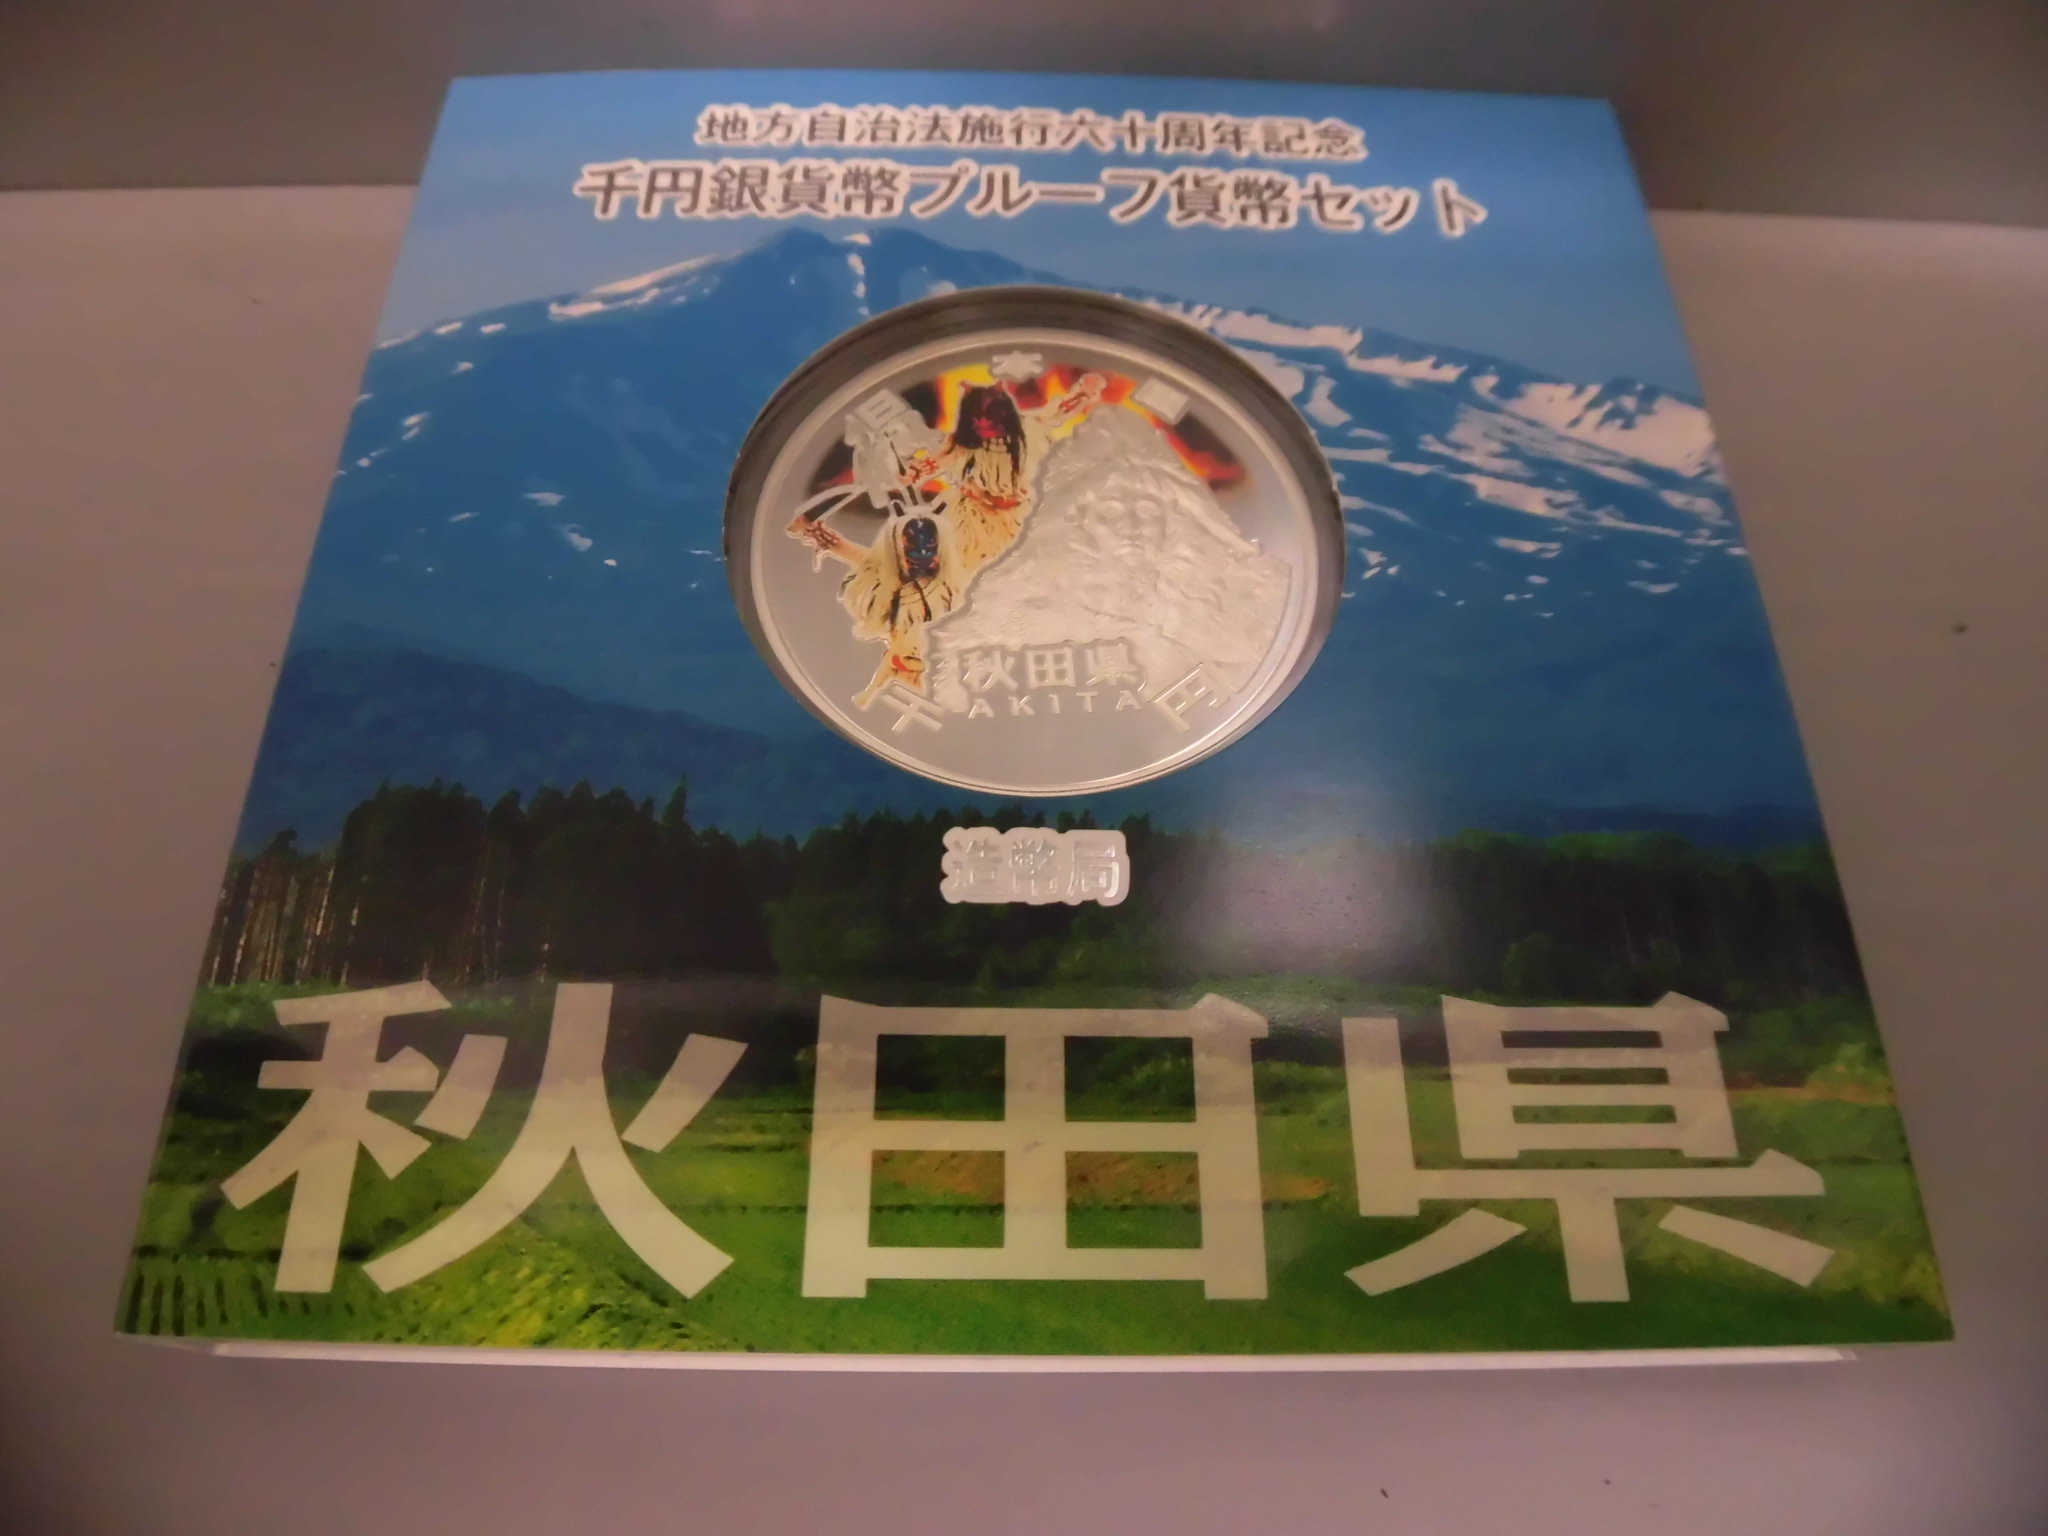 地方自治法施行六十周年記念
千円銀貨幣プルーフ貨幣セット
日本国
秋田県
AKITA
千円
造幣局
秋田県